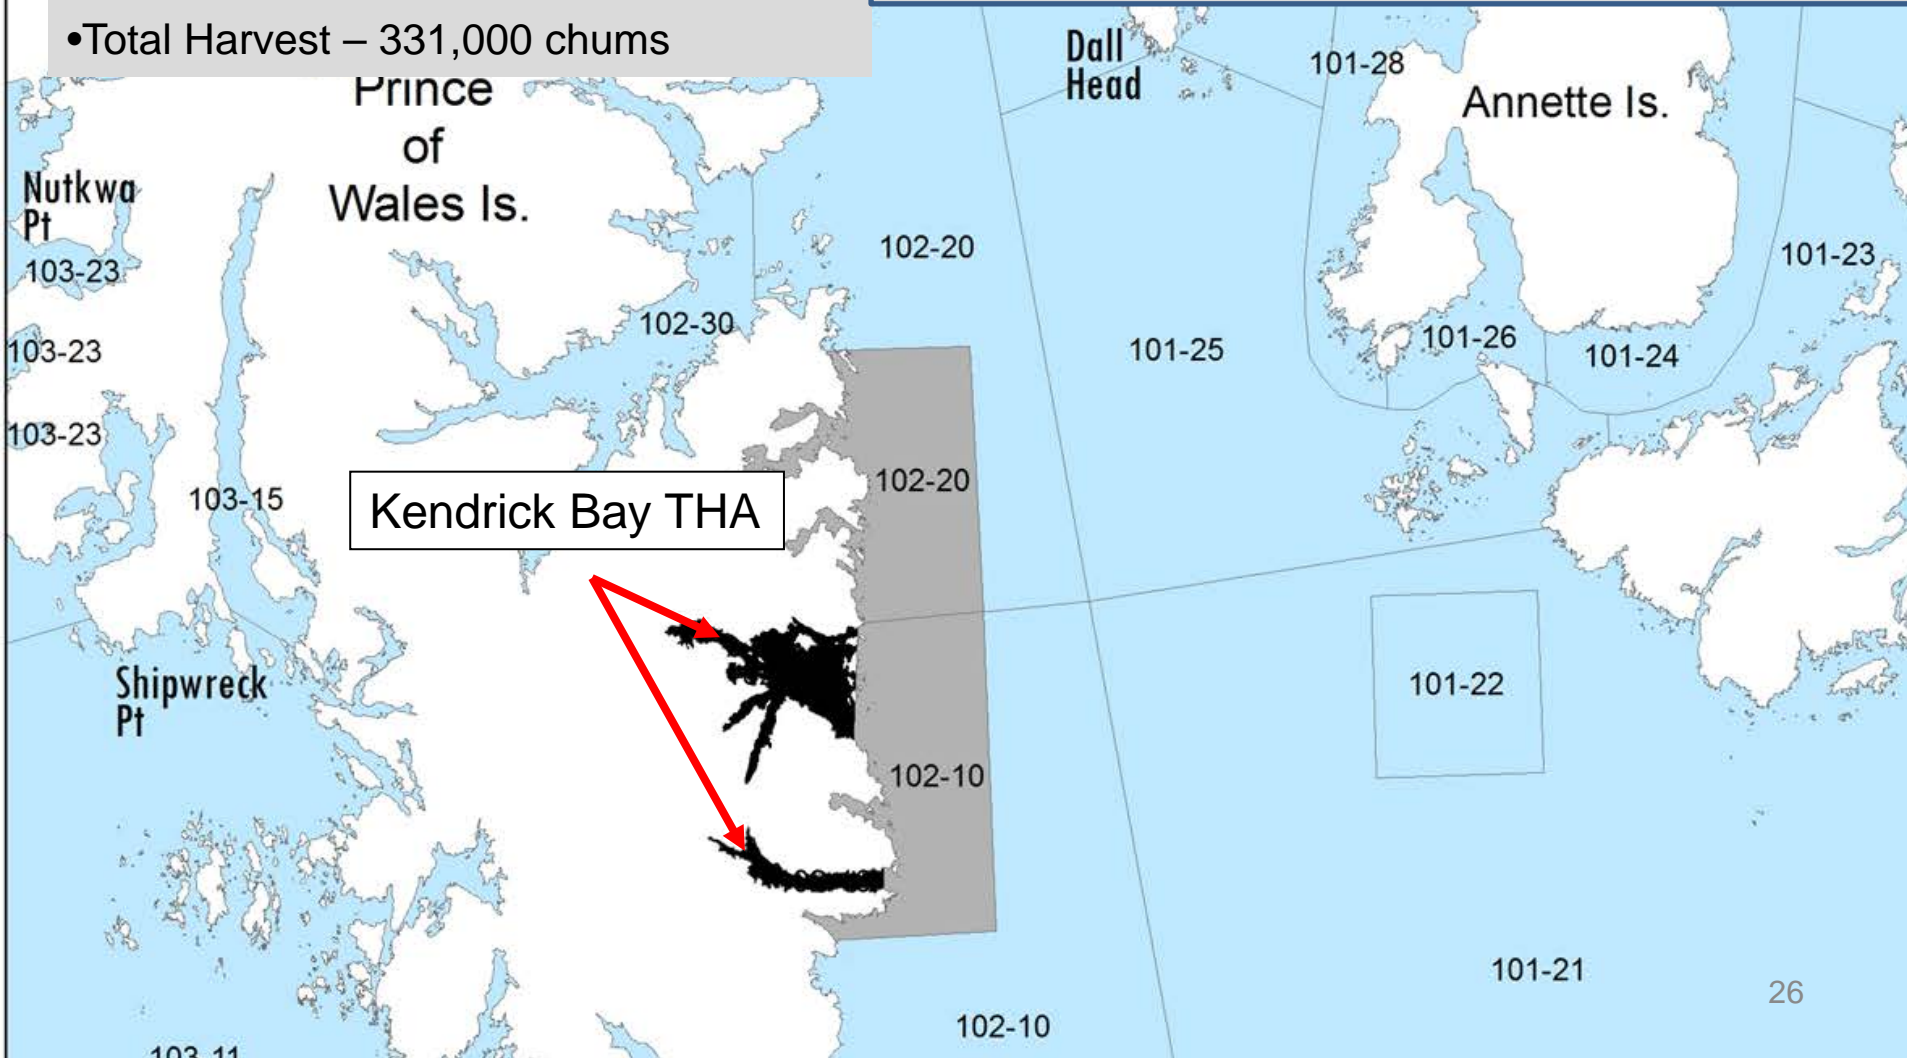 •Total Harvest – 331,000 chums
Prince
of
Wales Is.
Dall
Head
101-28
Annette Is.
Nutkwa
Pt
103-23
102-20
101-23
102-30
103-23
101-25
101-26
101-24
103-23
102-20
103-15
Kendrick Bay THA
Shipwreck
Pt
101-22
102-10
101-21
26
102-10
103-11